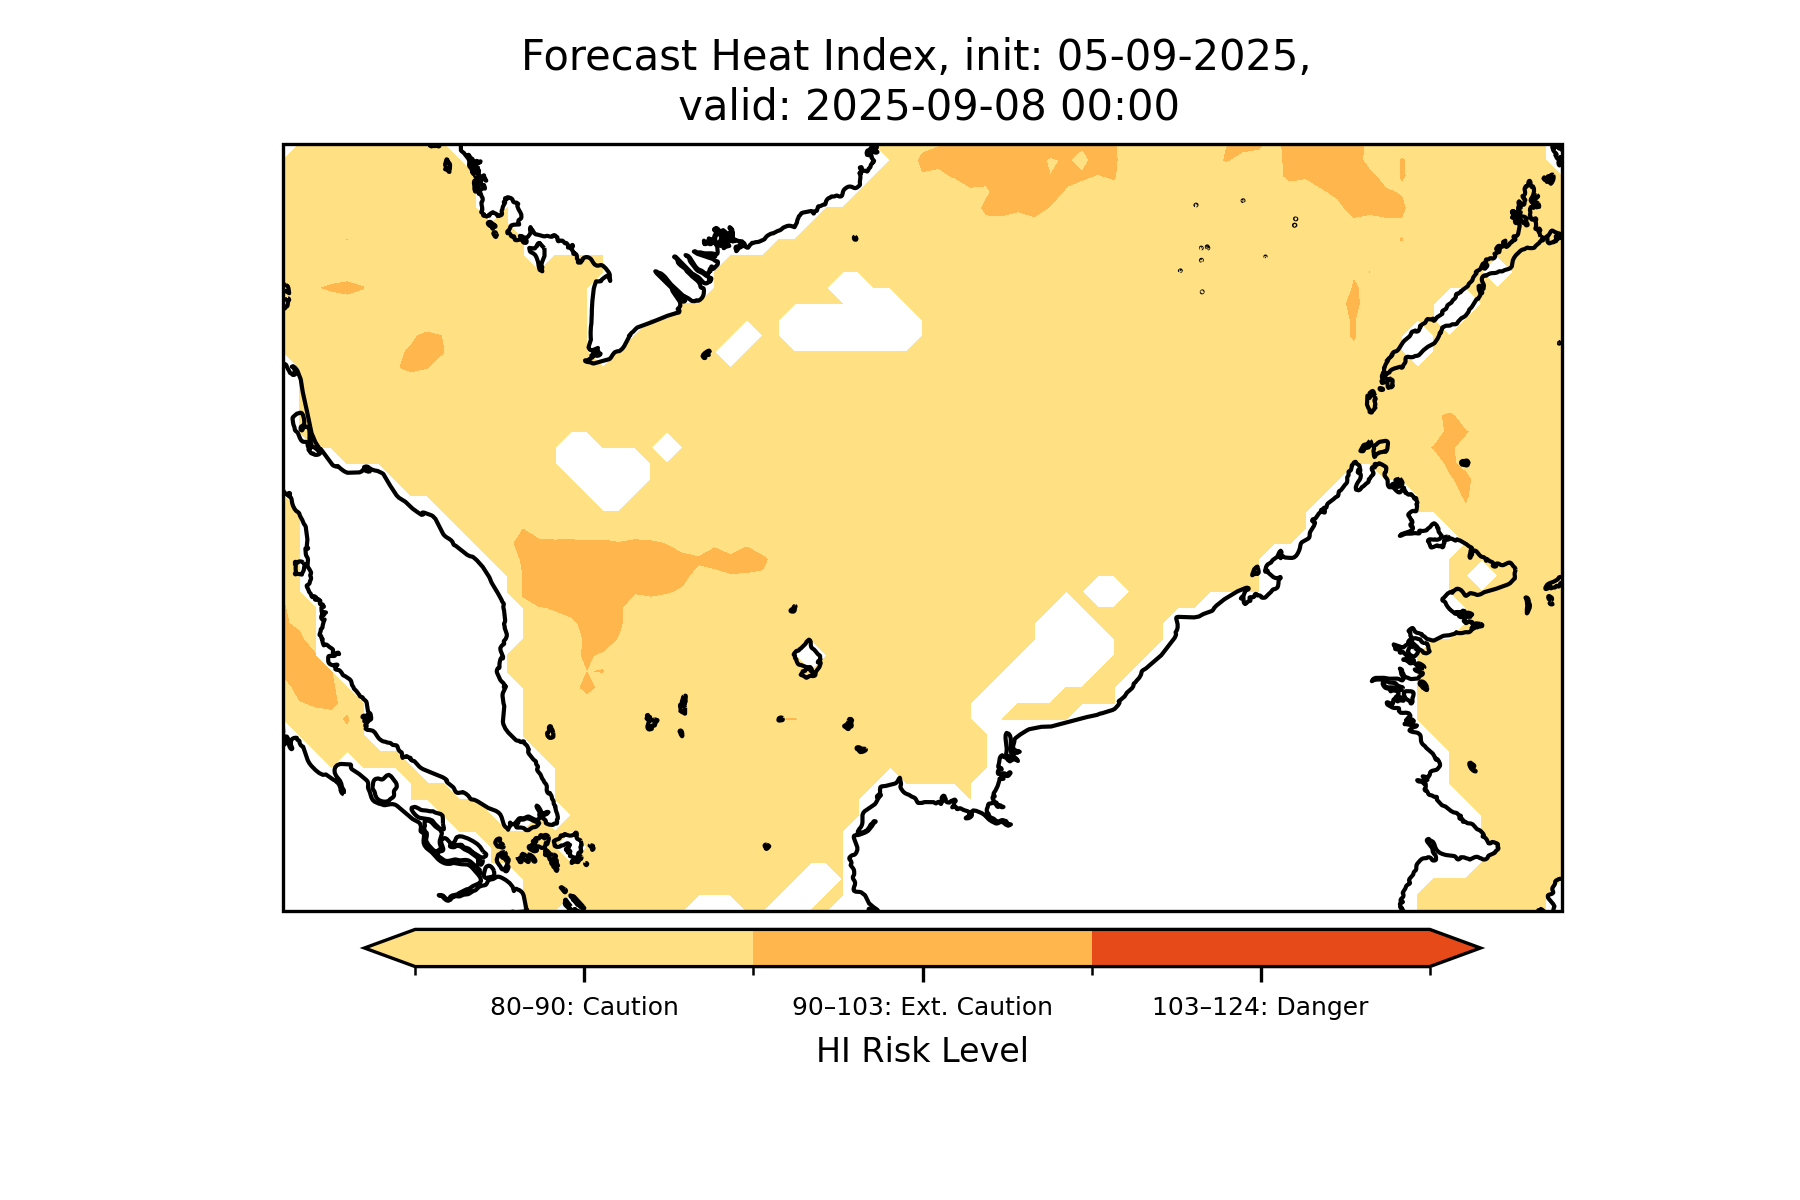 Forecast Heat Index, init: 05-09-2025,
valid: 2025-09-08 00:00
80–90: Caution
90–103: Ext. Caution
103–124: Danger
HI Risk Level